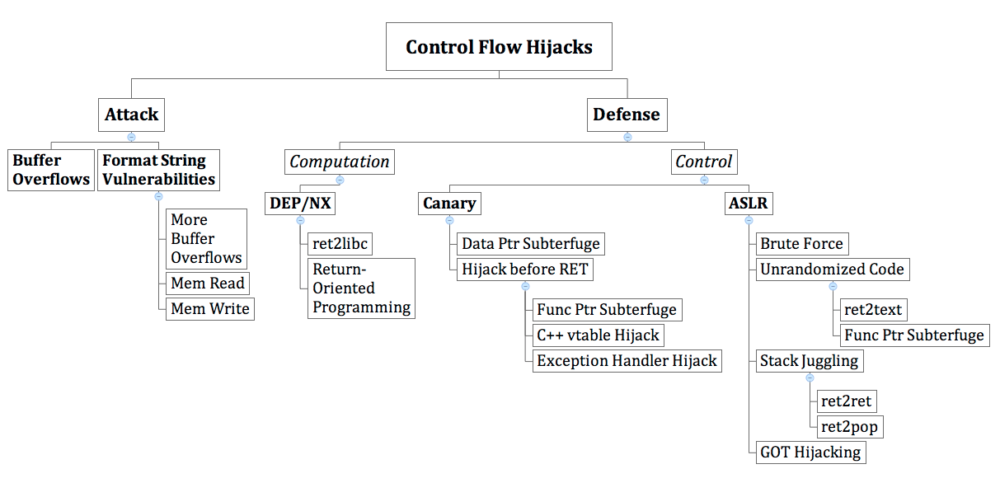 Control Flow Hijacks
Attack
Defense
Buffer
Overflows
Format String
Vulnerabilities
Computation
Control
DEP/NX
Canary
ASLR
More
Buffer
Overflows
Mem Read
Mem Write
ret2libc
Return-
Oriented
Programming
Data Ptr Subterfuge
Hijack before RET
Func Ptr Subterfuge
C++ vtable Hijack
Exception Handler Hijack
Brute Force
Unrandomized Code
ret2text
Func Ptr Subterfuge
Stack Juggling
ret2ret
ret2pop
GOT Hijacking